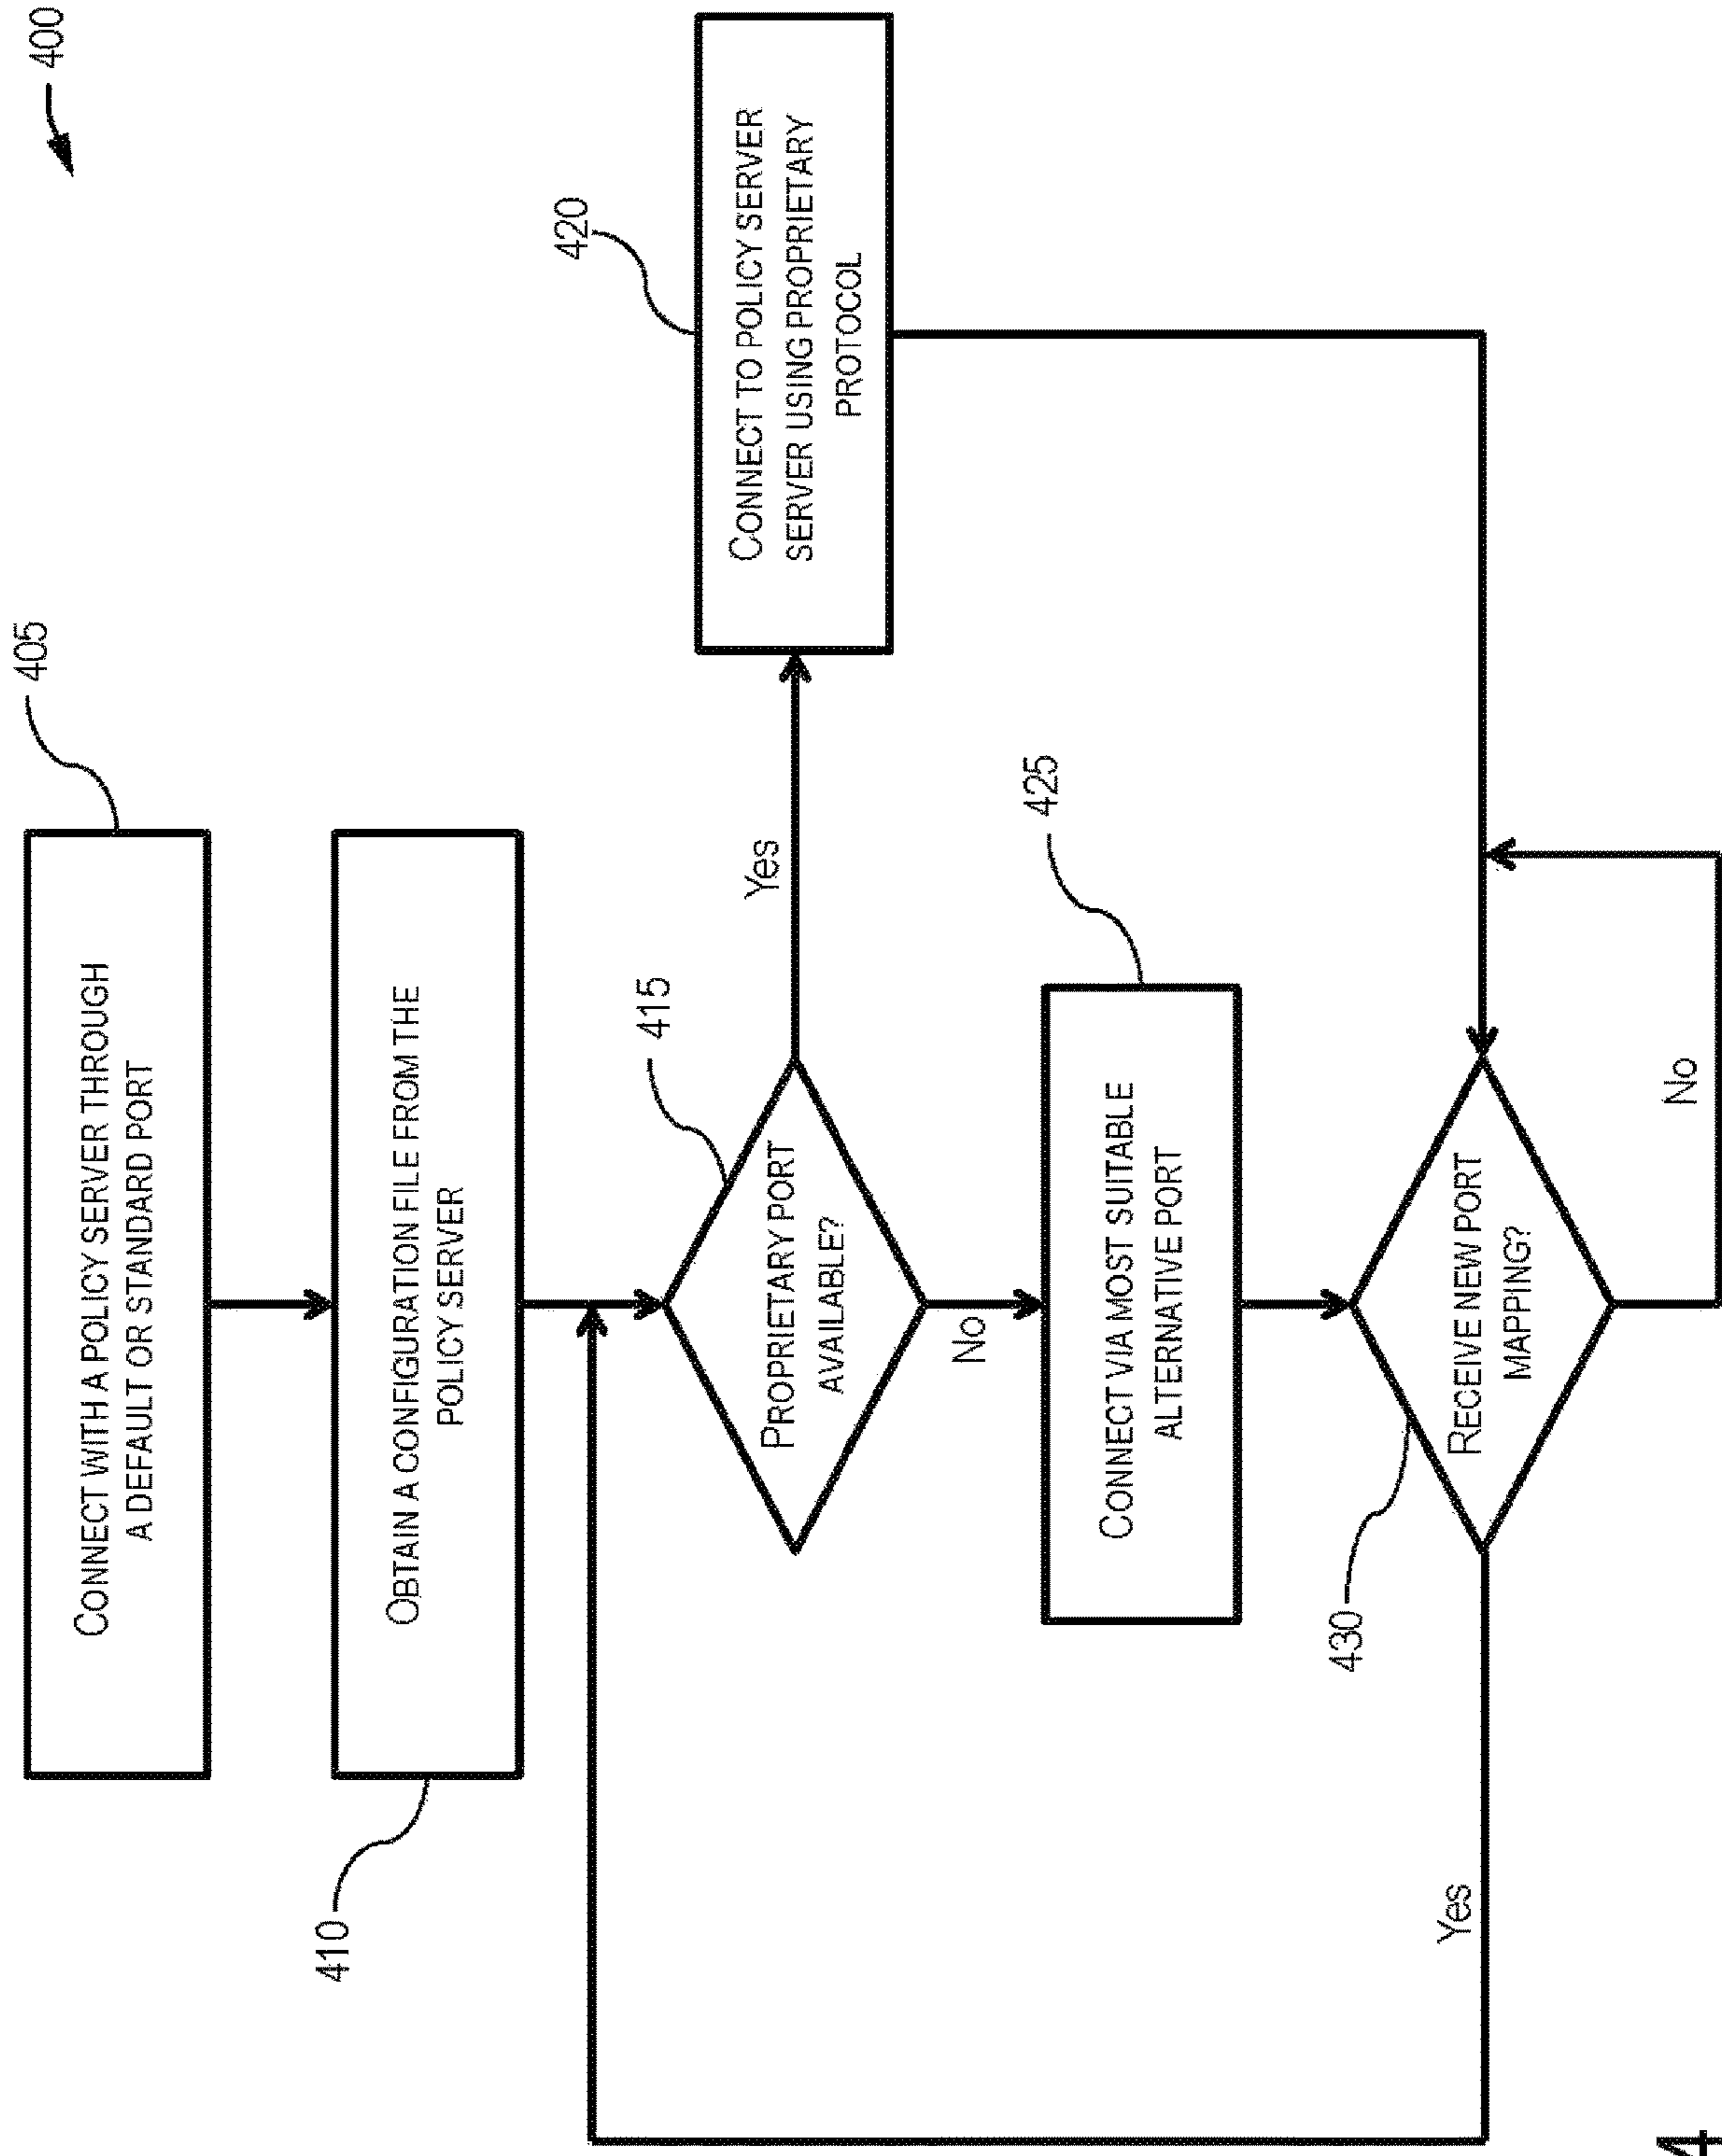 400
CONNECT WITH A POLICY SERVER THROUGH
A DEFAULT OR STANDARD PORT
405
OBTAIN A CONFIGURATION FILE FROM THE
POLICY SERVER
410
PROPRIETARY PORT
AVAILABLE?
415
Yes
CONNECT TO POLICY SERVER
SERVER USING PROPRIETARY
PROTOCOL
420
No
CONNECT VIA MOST SUITABLE
ALTERNATIVE PORT
425
RECEIVE NEW PORT
MAPPING?
430
Yes
No
4